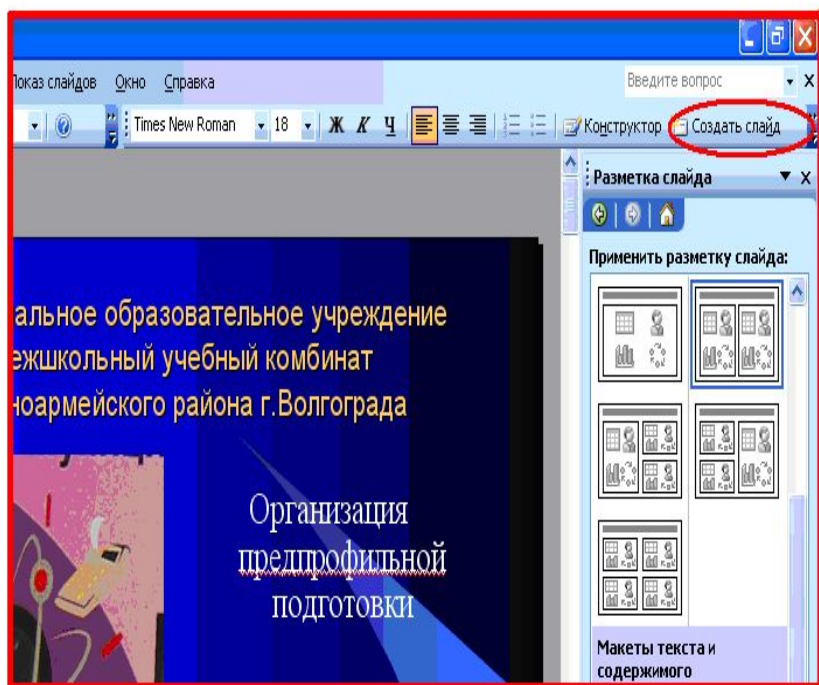 Показ слайдов Окно Справка Введите вопрос
Times New Roman 18 Ж К Ч Конструктор Создать слайд
Разметка слайда
Применить разметку слайда:
альное образовательное учреждение
ежшкольный учебный комбинат
ноармейского района г.Волгограда
Организация
предпрофильной
подготовки
Макеты текста и
содержимого